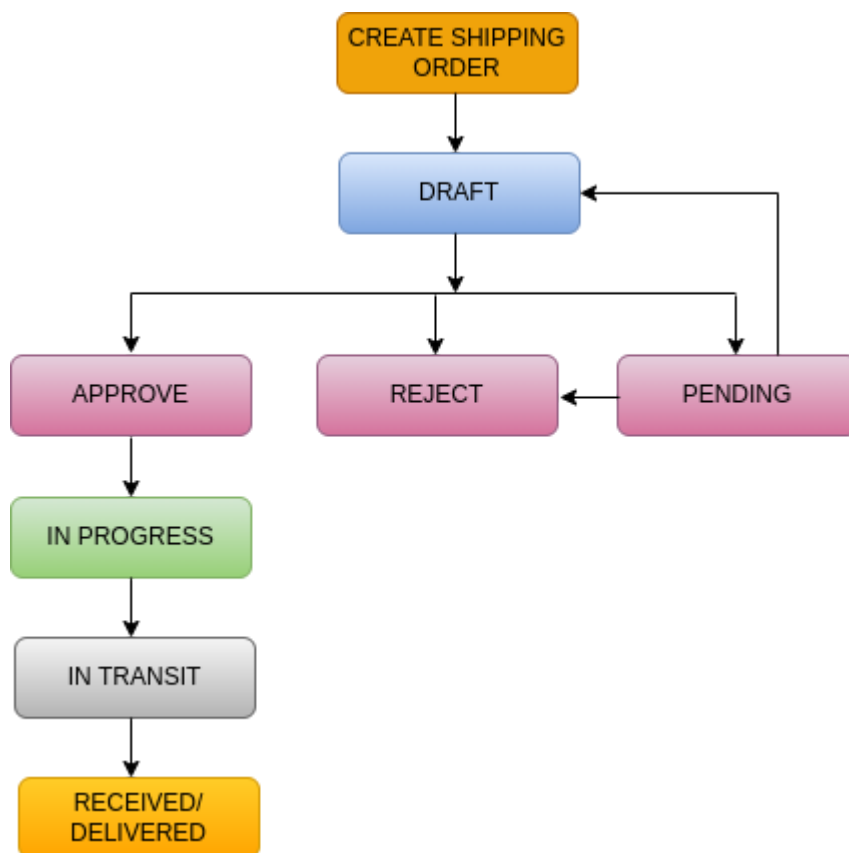 CREATE SHIPPING
ORDER
DRAFT
APPROVE
REJECT
PENDING
IN PROGRESS
IN TRANSIT
RECEIVED/
DELIVERED